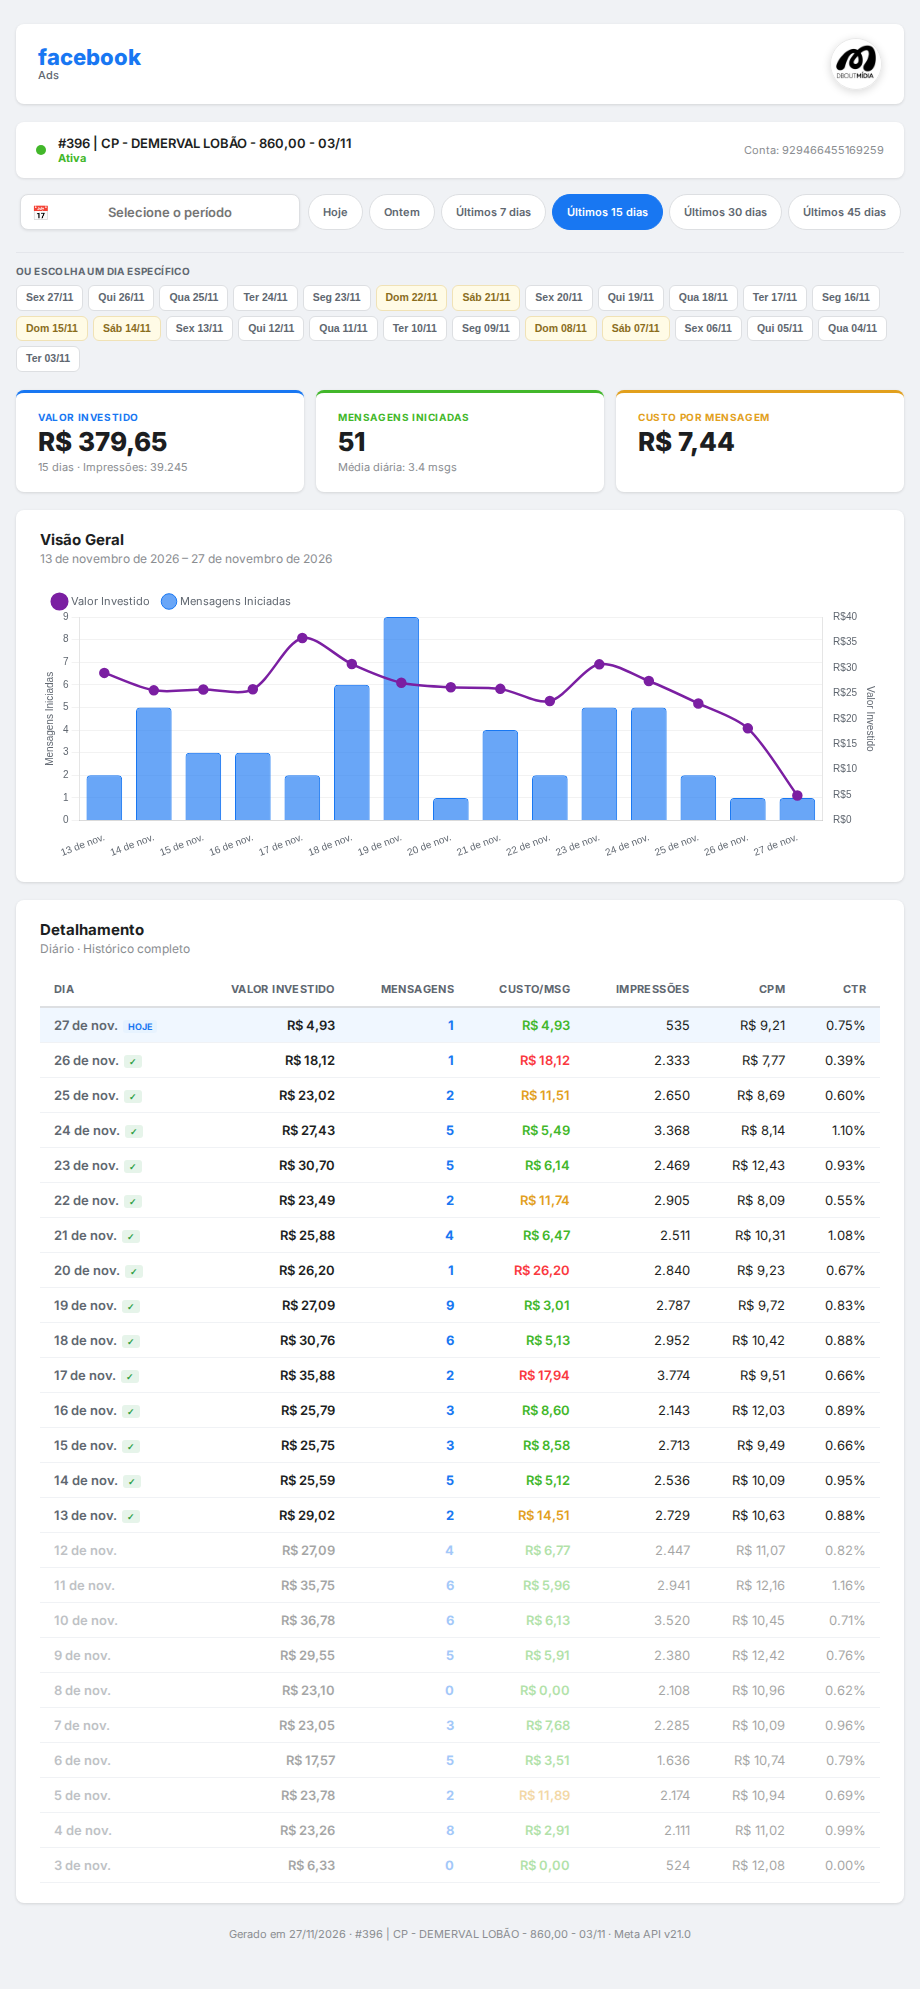 facebook
Ads
DBOUTMÍDIA
#396 | CP - DEMERVAL LOBÃO - 860,00 - 03/11
Ativa
Conta: 929466455169259
📅 Selecione o período
Hoje Ontem Últimos 7 dias Últimos 15 dias Últimos 30 dias Últimos 45 dias
OU ESCOLHA UM DIA ESPECÍFICO
Sex 27/11 Qui 26/11 Qua 25/11 Ter 24/11 Seg 23/11 Dom 22/11 Sáb 21/11 Sex 20/11 Qui 19/11 Qua 18/11 Ter 17/11 Seg 16/11
Dom 15/11 Sáb 14/11 Sex 13/11 Qui 12/11 Qua 11/11 Ter 10/11 Seg 09/11 Dom 08/11 Sáb 07/11 Sex 06/11 Qui 05/11 Qua 04/11
Ter 03/11
VALOR INVESTIDO
R$ 379,65
15 dias · Impressões: 39.245
MENSAGENS INICIADAS
51
Média diária: 3.4 msgs
CUSTO POR MENSAGEM
R$ 7,44
Visão Geral
13 de novembro de 2026 – 27 de novembro de 2026
Valor Investido Mensagens Iniciadas
Mensagens Iniciadas
9
8
7
6
5
4
3
2
1
0
R$40
R$35
R$30
R$25
R$20
R$15
R$10
R$5
R$0
Valor Investido
13 de nov. 14 de nov. 15 de nov. 16 de nov. 17 de nov. 18 de nov. 19 de nov. 20 de nov. 21 de nov. 22 de nov. 23 de nov. 24 de nov. 25 de nov. 26 de nov. 27 de nov.
Detalhamento
Diário · Histórico completo
DIA VALOR INVESTIDO MENSAGENS CUSTO/MSG IMPRESSÕES CPM CTR
27 de nov. HOJE R$ 4,93 1 R$ 4,93 535 R$ 9,21 0.75%
26 de nov. ✓ R$ 18,12 1 R$ 18,12 2.333 R$ 7,77 0.39%
25 de nov. ✓ R$ 23,02 2 R$ 11,51 2.650 R$ 8,69 0.60%
24 de nov. ✓ R$ 27,43 5 R$ 5,49 3.368 R$ 8,14 1.10%
23 de nov. ✓ R$ 30,70 5 R$ 6,14 2.469 R$ 12,43 0.93%
22 de nov. ✓ R$ 23,49 2 R$ 11,74 2.905 R$ 8,09 0.55%
21 de nov. ✓ R$ 25,88 4 R$ 6,47 2.511 R$ 10,31 1.08%
20 de nov. ✓ R$ 26,20 1 R$ 26,20 2.840 R$ 9,23 0.67%
19 de nov. ✓ R$ 27,09 9 R$ 3,01 2.787 R$ 9,72 0.83%
18 de nov. ✓ R$ 30,76 6 R$ 5,13 2.952 R$ 10,42 0.88%
17 de nov. ✓ R$ 35,88 2 R$ 17,94 3.774 R$ 9,51 0.66%
16 de nov. ✓ R$ 25,79 3 R$ 8,60 2.143 R$ 12,03 0.89%
15 de nov. ✓ R$ 25,75 3 R$ 8,58 2.713 R$ 9,49 0.66%
14 de nov. ✓ R$ 25,59 5 R$ 5,12 2.536 R$ 10,09 0.95%
13 de nov. ✓ R$ 29,02 2 R$ 14,51 2.729 R$ 10,63 0.88%
12 de nov. R$ 27,09 4 R$ 6,77 2.447 R$ 11,07 0.82%
11 de nov. R$ 35,75 6 R$ 5,96 2.941 R$ 12,16 1.16%
10 de nov. R$ 36,78 6 R$ 6,13 3.520 R$ 10,45 0.71%
9 de nov. R$ 29,55 5 R$ 5,91 2.380 R$ 12,42 0.76%
8 de nov. R$ 23,10 0 R$ 0,00 2.108 R$ 10,96 0.62%
7 de nov. R$ 23,05 3 R$ 7,68 2.285 R$ 10,09 0.96%
6 de nov. R$ 17,57 5 R$ 3,51 1.636 R$ 10,74 0.79%
5 de nov. R$ 23,78 2 R$ 11,89 2.174 R$ 10,94 0.69%
4 de nov. R$ 23,26 8 R$ 2,91 2.111 R$ 11,02 0.99%
3 de nov. R$ 6,33 0 R$ 0,00 524 R$ 12,08 0.00%
Gerado em 27/11/2026 · #396 | CP - DEMERVAL LOBÃO - 860,00 - 03/11 · Meta API v21.0